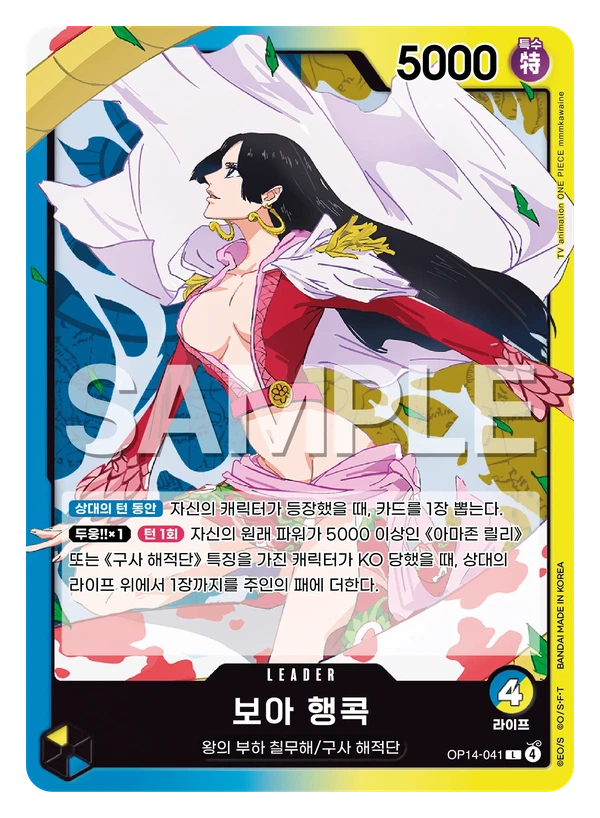 5000
특수
特
TV animation ONE PIECE mmmkawaine
SAMPLE
상대의 턴 동안 자신의 캐릭터가 등장했을 때, 카드를 1장 뽑는다.
두웅!!×1 턴 1회 자신의 원래 파워가 5000 이상인 《아마존 릴리》
또는 《구사 해적단》 특징을 가진 캐릭터가 KO 당했을 때, 상대의
라이프 위에서 1장까지를 주인의 패에 더한다.
LEADER
보아 행콕
왕의 부하 칠무해/구사 해적단
4
라이프
OP14-041 L 4
©EO/S ©O/S·F·T BANDAI MADE IN KOREA